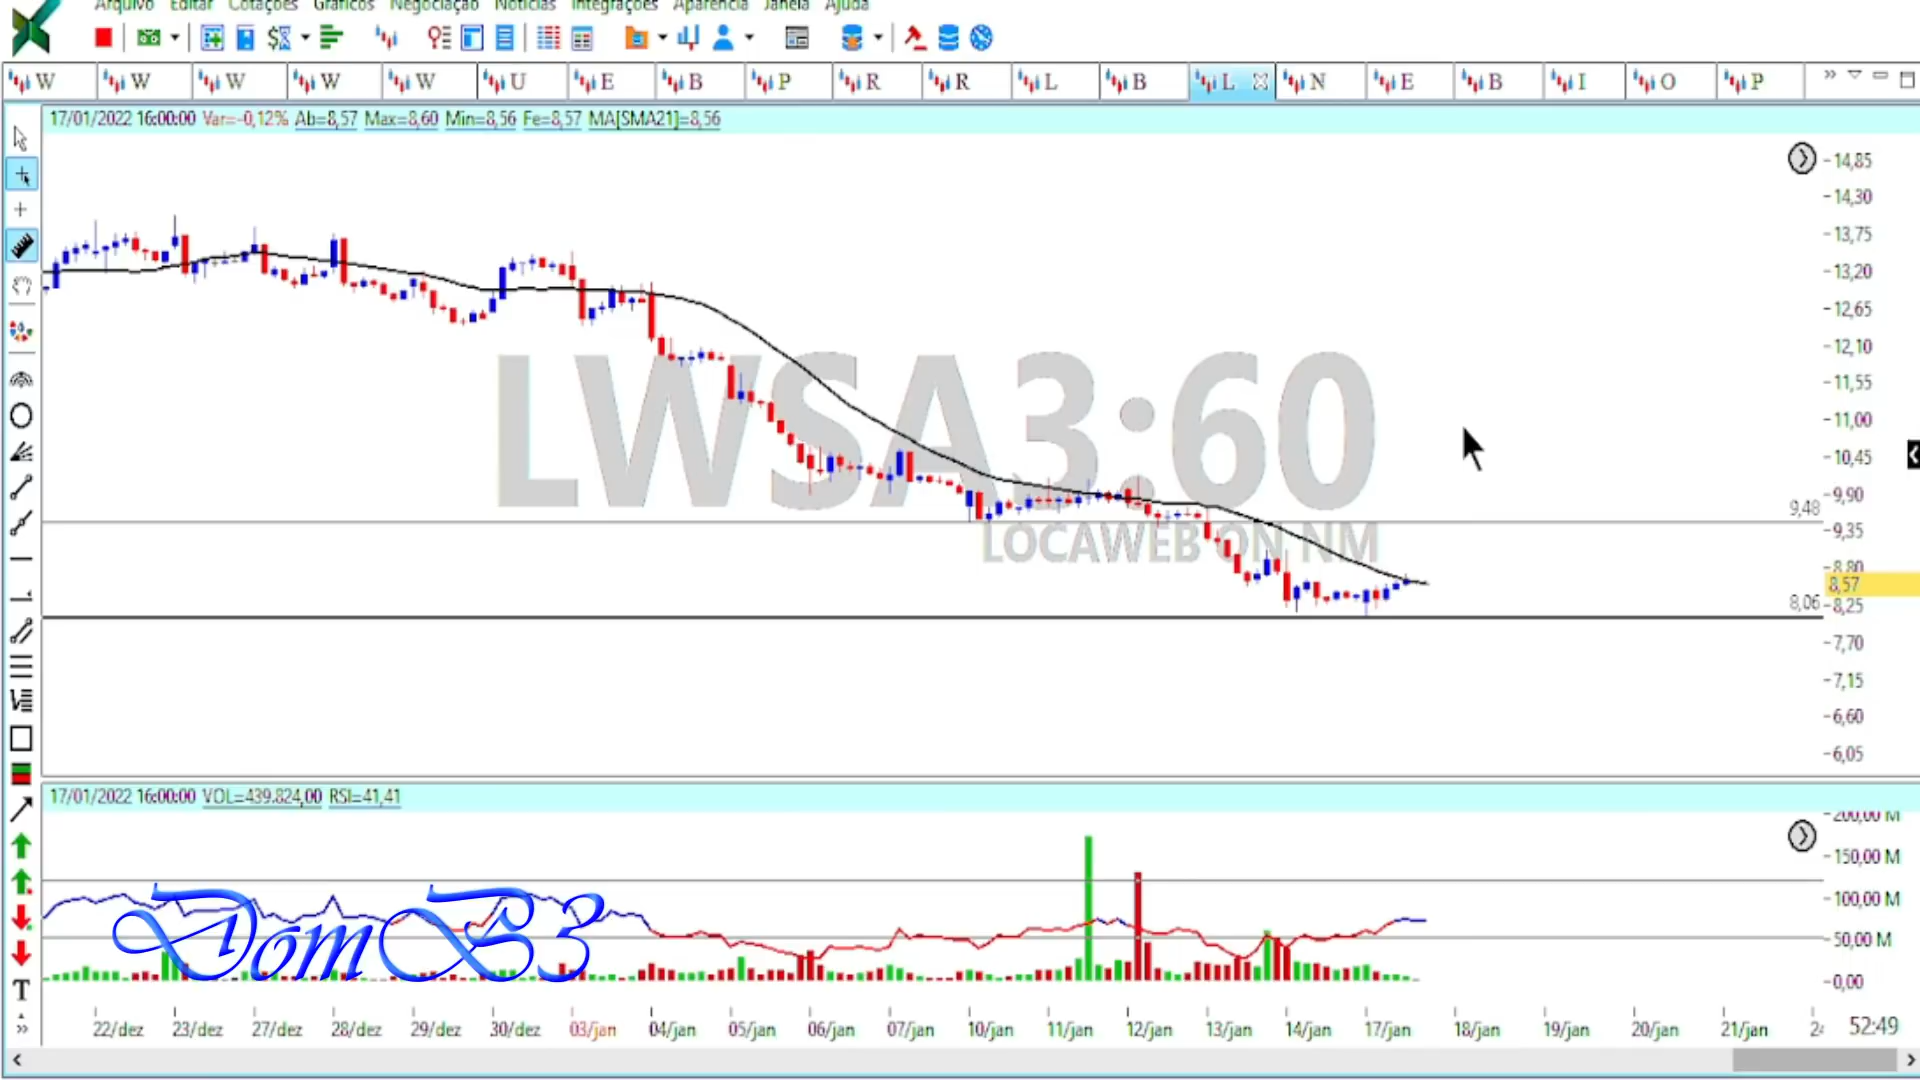 Arquivo Editar Cotações Gráficos Negociação Notícias Integrações Aparência Janela Ajuda
W W W W W U E B P R R L B L N E B I O P
17/01/2022 16:00:00 Var=-0,12% Ab=8,57 Max=8,60 Min=8,56 Fe=8,57 MA[SMA21]=8,56
14,85
14,30
13,75
13,20
12,65
12,10
11,55
11,00
10,45
9,90
9,48
9,35
8,80
8,57
8,06
8,25
7,70
7,15
6,60
6,05
LWSA3:60
LOCAWEB ON NM
17/01/2022 16:00:00 VOL=439.824,00 RSI=41,41
200,00 M
150,00 M
100,00 M
50,00 M
0,00
DomB3
T
22/dez 23/dez 27/dez 28/dez 29/dez 30/dez 03/jan 04/jan 05/jan 06/jan 07/jan 10/jan 11/jan 12/jan 13/jan 14/jan 17/jan 18/jan 19/jan 20/jan 21/jan 52:49